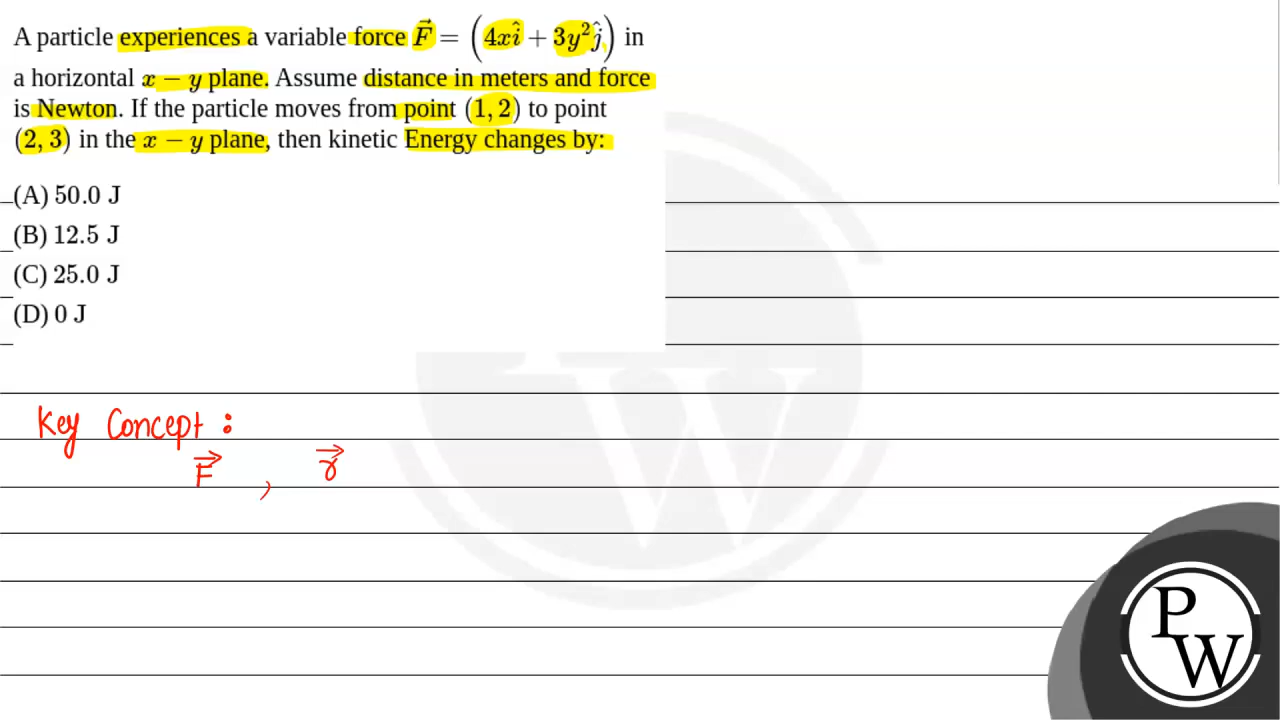 A particle experiences a variable force $\vec{F} = \left(4x\hat{i} + 3y^2\hat{j}\right)$ in
a horizontal $x - y$ plane. Assume distance in meters and force
is Newton. If the particle moves from point $(1, 2)$ to point
$(2, 3)$ in the $x - y$ plane, then kinetic Energy changes by:
(A) 50.0 J
(B) 12.5 J
(C) 25.0 J
(D) 0 J
Key Concept :
$\vec{F}$ , $\vec{r}$
PW